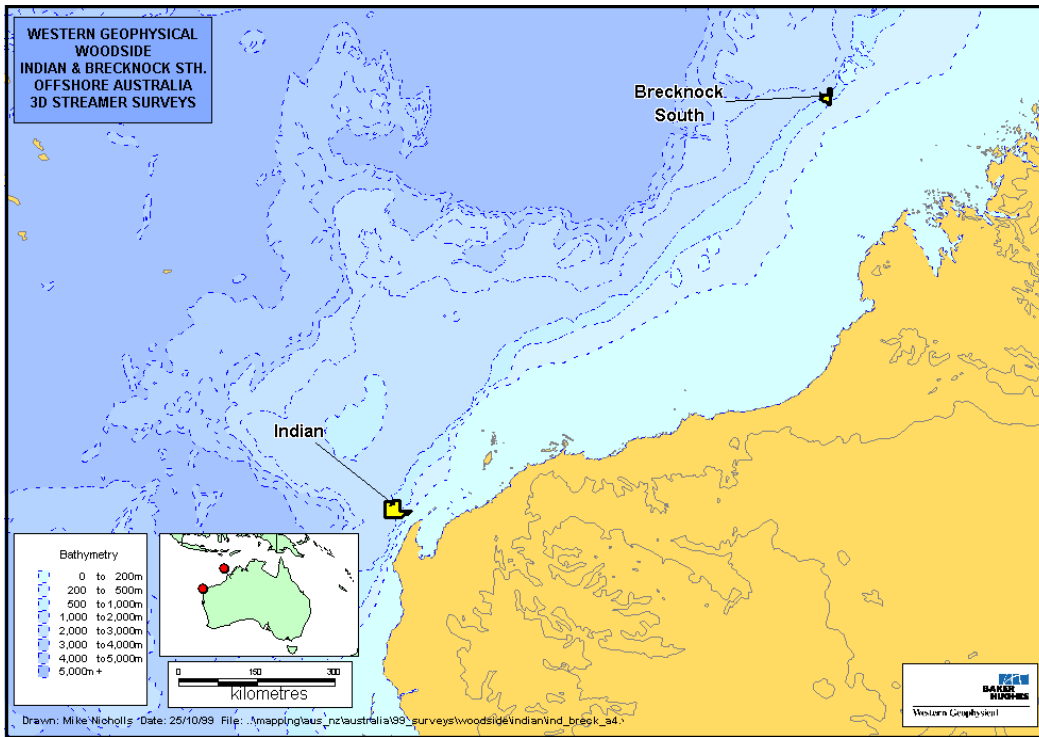 WESTERN GEOPHYSICAL
WOODSIDE
INDIAN & BRECKNOCK STH.
OFFSHORE AUSTRALIA
3D STREAMER SURVEYS
Brecknock
South
Indian
Bathymetry
0 to 200m
200 to 500m
500 to 1,000m
1,000 to 2,000m
2,000 to 3,000m
3,000 to 4,000m
4,000 to 5,000m
5,000m +
0 150 300
kilometres
BAKER
HUGHES
Western Geophysical
Drawn: Mike Nicholls Date: 25/10/99 File: ..\mapping\aus_nz\australia\99_surveys\woodside\indian\ind_breck_a4.